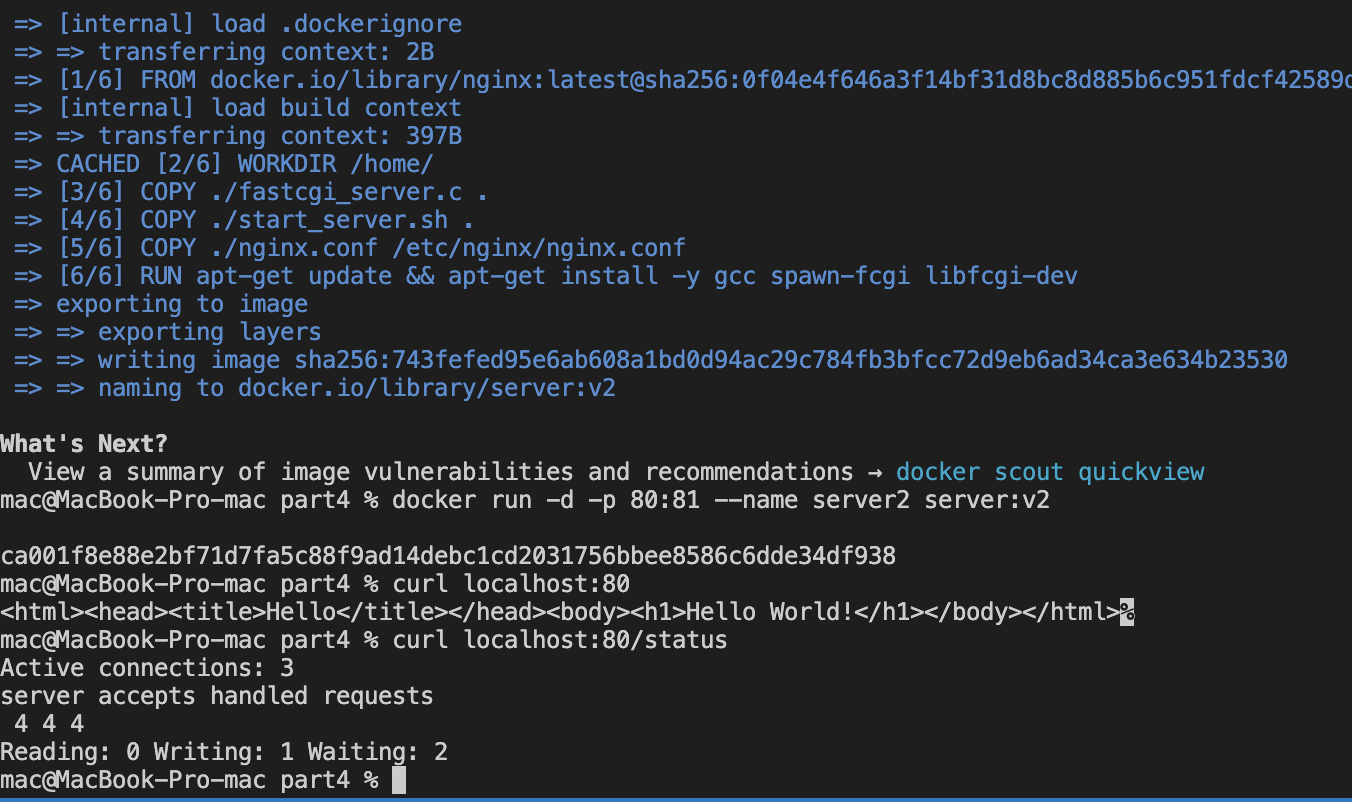 => [internal] load .dockerignore
=> => transferring context: 2B
=> [1/6] FROM docker.io/library/nginx:latest@sha256:0f04e4f646a3f14bf31d8bc8d885b6c951fdcf42589d
=> [internal] load build context
=> => transferring context: 397B
=> CACHED [2/6] WORKDIR /home/
=> [3/6] COPY ./fastcgi_server.c .
=> [4/6] COPY ./start_server.sh .
=> [5/6] COPY ./nginx.conf /etc/nginx/nginx.conf
=> [6/6] RUN apt-get update && apt-get install -y gcc spawn-fcgi libfcgi-dev
=> exporting to image
=> => exporting layers
=> => writing image sha256:743fefed95e6ab608a1bd0d94ac29c784fb3bfcc72d9eb6ad34ca3e634b23530
=> => naming to docker.io/library/server:v2
What's Next?
View a summary of image vulnerabilities and recommendations → docker scout quickview
mac@MacBook-Pro-mac part4 % docker run -d -p 80:81 --name server2 server:v2
ca001f8e88e2bf71d7fa5c88f9ad14debc1cd2031756bbee8586c6dde34df938
mac@MacBook-Pro-mac part4 % curl localhost:80
<html><head><title>Hello</title></head><body><h1>Hello World!</h1></body></html>%
mac@MacBook-Pro-mac part4 % curl localhost:80/status
Active connections: 3
server accepts handled requests
4 4 4
Reading: 0 Writing: 1 Waiting: 2
mac@MacBook-Pro-mac part4 %